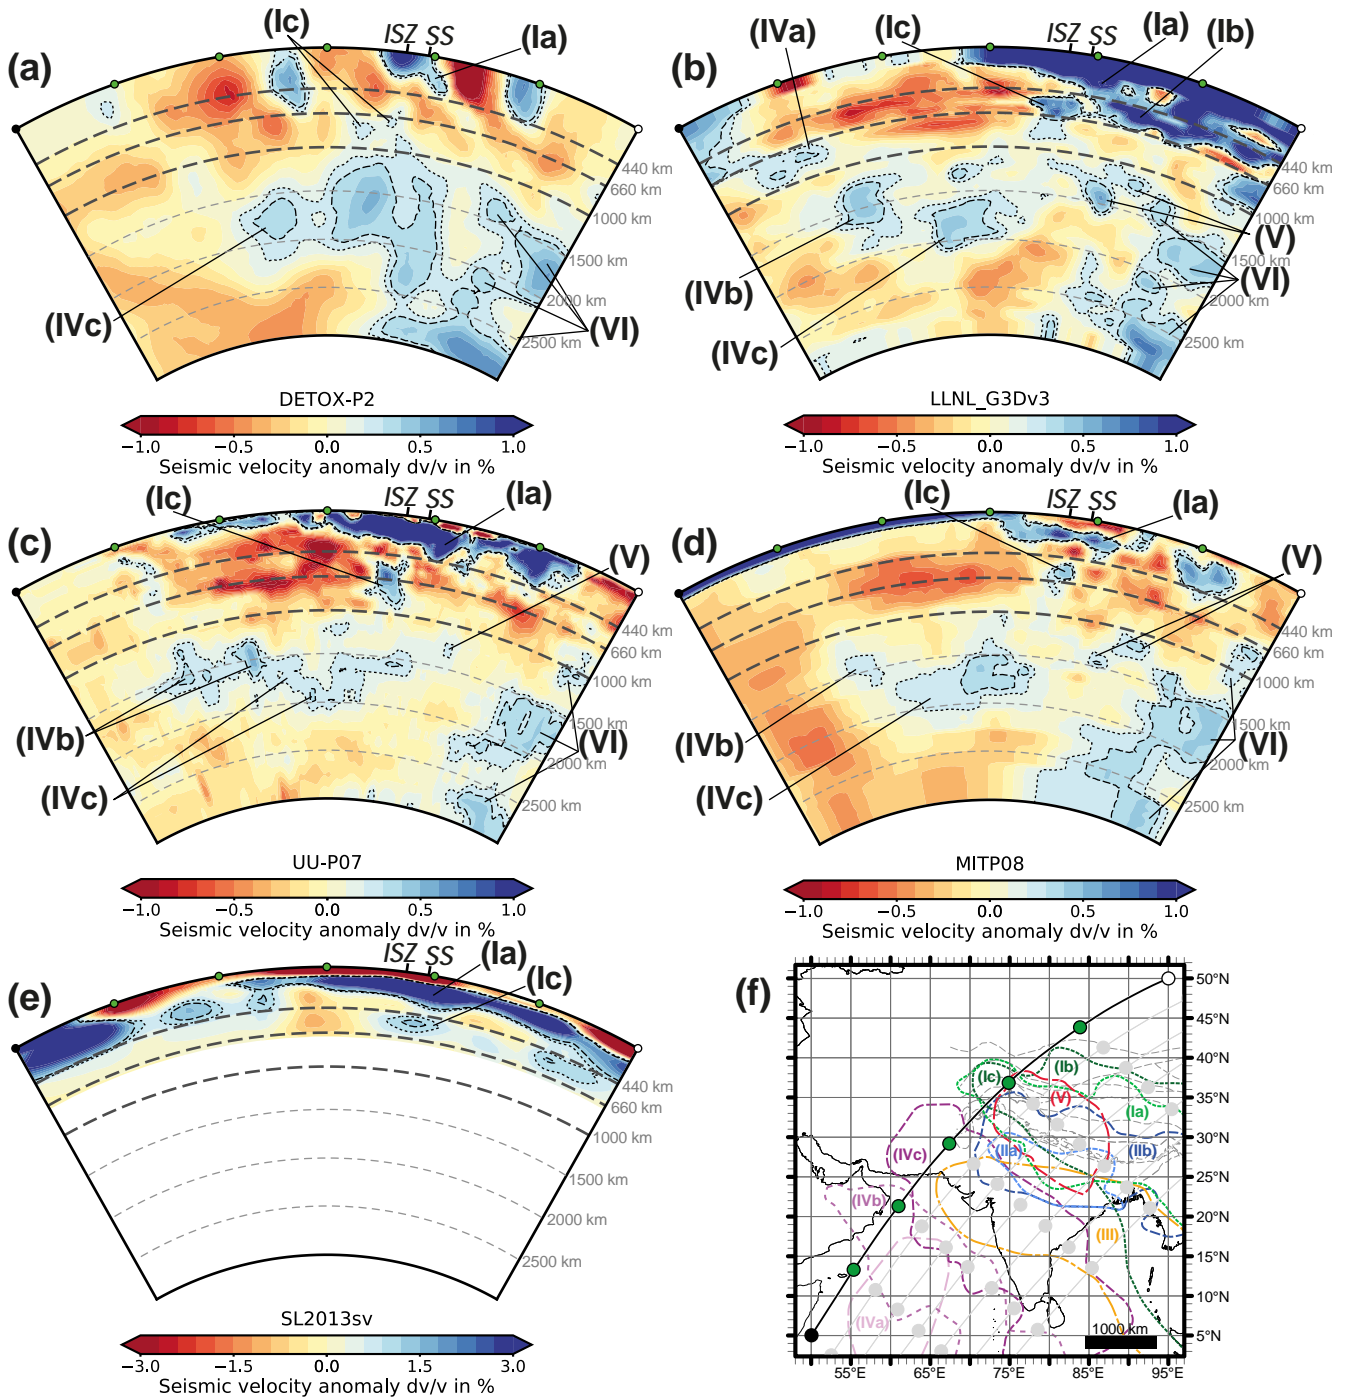 (a)
(Ic)
ISZ SS
(Ia)
440 km
660 km
1000 km
1500 km
2000 km
2500 km
(IVc)
(VI)
DETOX-P2
−1.0 −0.5 0.0 0.5 1.0
Seismic velocity anomaly dv/v in %
(b)
(IVa)
(Ic)
ISZ SS
(Ia)
(Ib)
440 km
660 km
1000 km
1500 km
2000 km
2500 km
(V)
(VI)
(IVb)
(IVc)
LLNL_G3Dv3
−1.0 −0.5 0.0 0.5 1.0
Seismic velocity anomaly dv/v in %
(c)
(Ic)
ISZ SS
(Ia)
(V)
440 km
660 km
1000 km
1500 km
2000 km
2500 km
(IVb)
(IVc)
(VI)
UU-P07
−1.0 −0.5 0.0 0.5 1.0
Seismic velocity anomaly dv/v in %
(d)
(Ic)
ISZ SS
(Ia)
(V)
440 km
660 km
1000 km
1500 km
2000 km
2500 km
(IVb)
(IVc)
(VI)
MITP08
−1.0 −0.5 0.0 0.5 1.0
Seismic velocity anomaly dv/v in %
(e)
ISZ SS
(Ia)
(Ic)
440 km
660 km
1000 km
1500 km
2000 km
2500 km
SL2013sv
−3.0 −1.5 0.0 1.5 3.0
Seismic velocity anomaly dv/v in %
(f)
50°N
45°N
40°N
35°N
30°N
25°N
20°N
15°N
10°N
5°N
(Ic)
(Ib)
(V)
(Ia)
(IVc)
(IIa)
(IIb)
(IVb)
(III)
(IVa)
1000 km
55°E 65°E 75°E 85°E 95°E